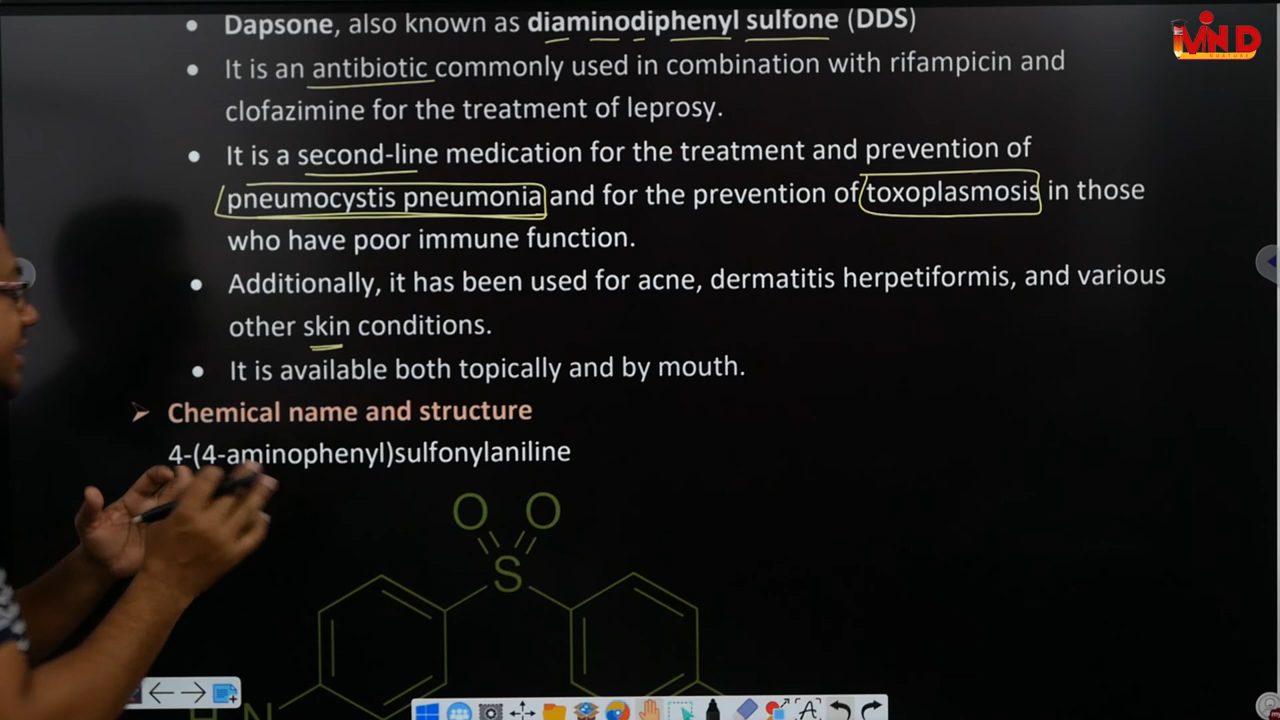 Dapsone, also known as diaminodiphenyl sulfone (DDS)
It is an antibiotic commonly used in combination with rifampicin and
clofazimine for the treatment of leprosy.
It is a second-line medication for the treatment and prevention of
pneumocystis pneumonia and for the prevention of toxoplasmosis in those
who have poor immune function.
Additionally, it has been used for acne, dermatitis herpetiformis, and various
other skin conditions.
It is available both topically and by mouth.
Chemical name and structure
4-(4-aminophenyl)sulfonylaniline
O O
S
H N
MIND